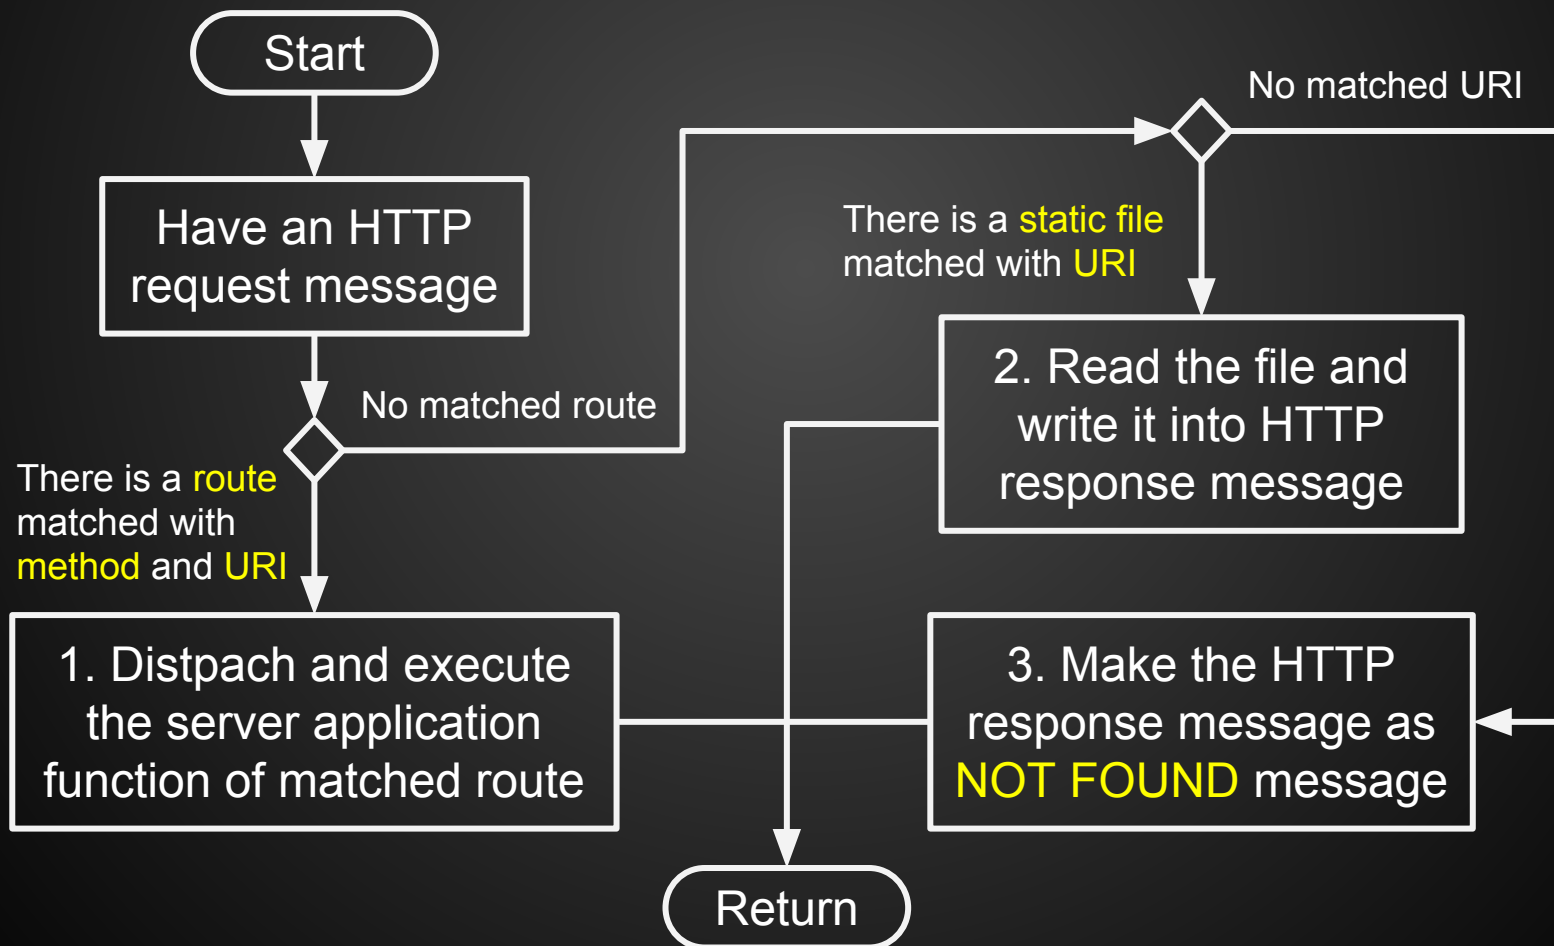 Start
Have an HTTP
request message
No matched route
There is a route
matched with
method and URI
1. Distpach and execute
the server application
function of matched route
No matched URI
There is a static file
matched with URI
2. Read the file and
write it into HTTP
response message
3. Make the HTTP
response message as
NOT FOUND message
Return